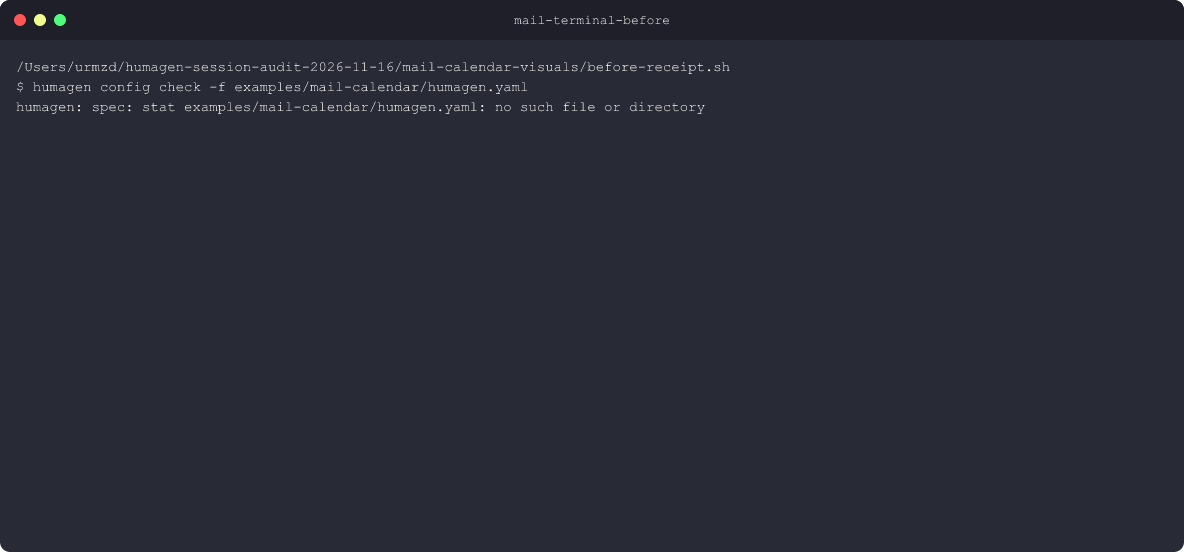 mail-terminal-before
/Users/urmzd/humagen-session-audit-2026-11-16/mail-calendar-visuals/before-receipt.sh
$ humagen config check -f examples/mail-calendar/humagen.yaml
humagen: spec: stat examples/mail-calendar/humagen.yaml: no such file or directory